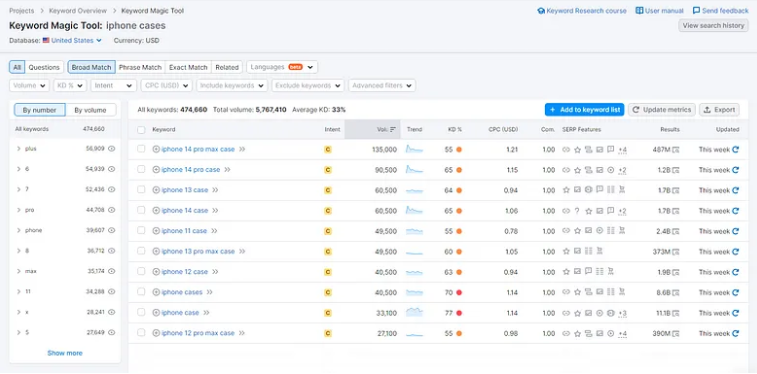 Projects > Keyword Overview > Keyword Magic Tool
Keyword Research course User manual Send feedback
Keyword Magic Tool: iphone cases
View search history
Database: United States Currency: USD
All Questions Broad Match Phrase Match Exact Match Related Languages beta
Volume KD % Intent CPC (USD) Include keywords Exclude keywords Advanced filters
By number By volume
All keywords: 474,660 Total volume: 5,767,410 Average KD: 33%
+ Add to keyword list Update metrics Export
All keywords 474,660
plus 56,909
6 54,939
7 52,436
pro 44,708
phone 39,607
8 36,712
max 35,174
11 34,288
x 28,241
5 27,649
Show more
Keyword Intent Vol. Trend KD % CPC (USD) Com. SERP Features Results Updated
iphone 14 pro max case C 135,000 55 1.21 1.00 +4 487M This week
iphone 14 pro case C 90,500 65 1.15 1.00 +2 1.2B This week
iphone 13 case C 60,500 64 0.94 1.00 1.7B This week
iphone 14 case C 60,500 65 1.06 1.00 +2 1.7B This week
iphone 11 case C 49,500 55 0.78 1.00 2.4B This week
iphone 13 pro max case C 49,500 60 1.05 1.00 373M This week
iphone 12 case C 40,500 63 0.94 1.00 1.9B This week
iphone cases C 40,500 70 1.14 1.00 8.6B This week
iphone case C 33,100 77 1.14 1.00 +3 11.1B This week
iphone 12 pro max case C 27,100 55 0.98 1.00 +4 390M This week